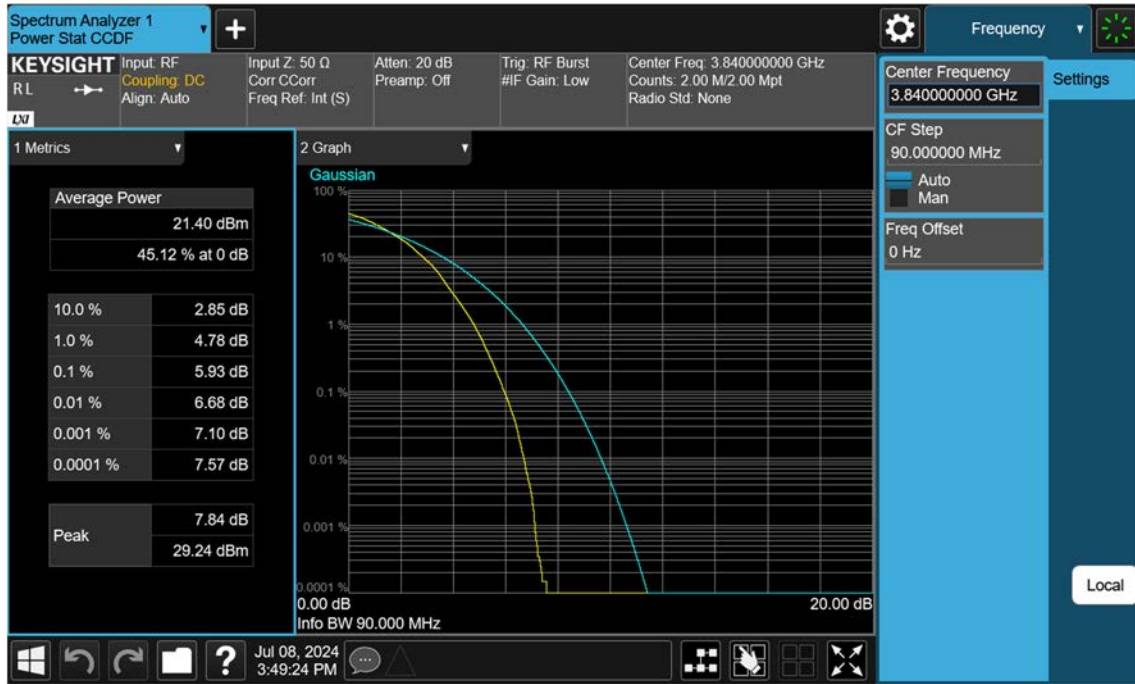 Spectrum Analyzer 1
Power Stat CCDF
Frequency
KEYSIGHT
R L
LXI
Input: RF
Coupling: DC
Align: Auto
Input Z: 50 Ω
Corr CCorr
Freq Ref: Int (S)
Atten: 20 dB
Preamp: Off
Trig: RF Burst
#IF Gain: Low
Center Freq: 3.840000000 GHz
Counts: 2.00 M/2.00 Mpt
Radio Std: None
Center Frequency
3.840000000 GHz
Settings
CF Step
90.000000 MHz
Auto
Man
Freq Offset
0 Hz
1 Metrics
Average Power
21.40 dBm
45.12 % at 0 dB
10.0 % 2.85 dB
1.0 % 4.78 dB
0.1 % 5.93 dB
0.01 % 6.68 dB
0.001 % 7.10 dB
0.0001 % 7.57 dB
Peak
7.84 dB
29.24 dBm
2 Graph
Gaussian
100 %
10 %
1 %
0.1 %
0.01 %
0.001 %
0.0001 %
0.00 dB 20.00 dB
Info BW 90.000 MHz
Local
?
Jul 08, 2024
3:49:24 PM